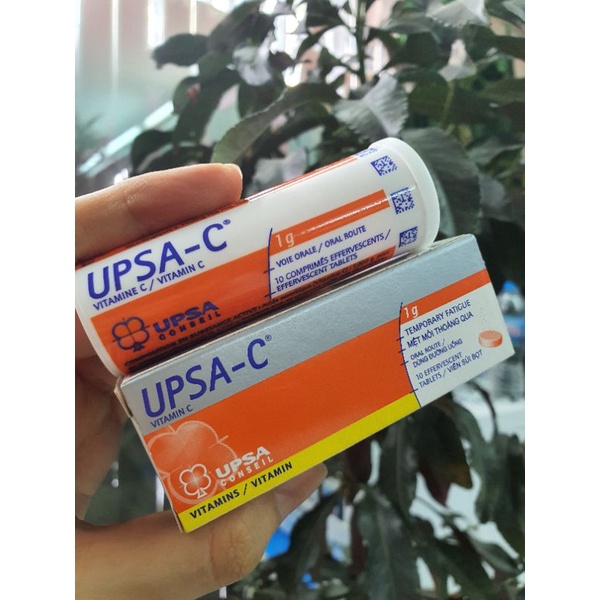 UPSA-C®
VITAMINE C / VITAMIN C
1g
VOIE ORALE / ORAL ROUTE
10 COMPRIMÉS EFFERVESCENTS /
EFFERVESCENT TABLETS
UPSA
CONSEIL
UPSA-C®
VITAMIN C
1g
TEMPORARY FATIGUE
MỆT MỎI THOÁNG QUA
ORAL ROUTE /
DÙNG ĐƯỜNG UỐNG
10 EFFERVESCENT
TABLETS / VIÊN SỦI BỌT
UPSA
CONSEIL
VITAMINS / VITAMIN